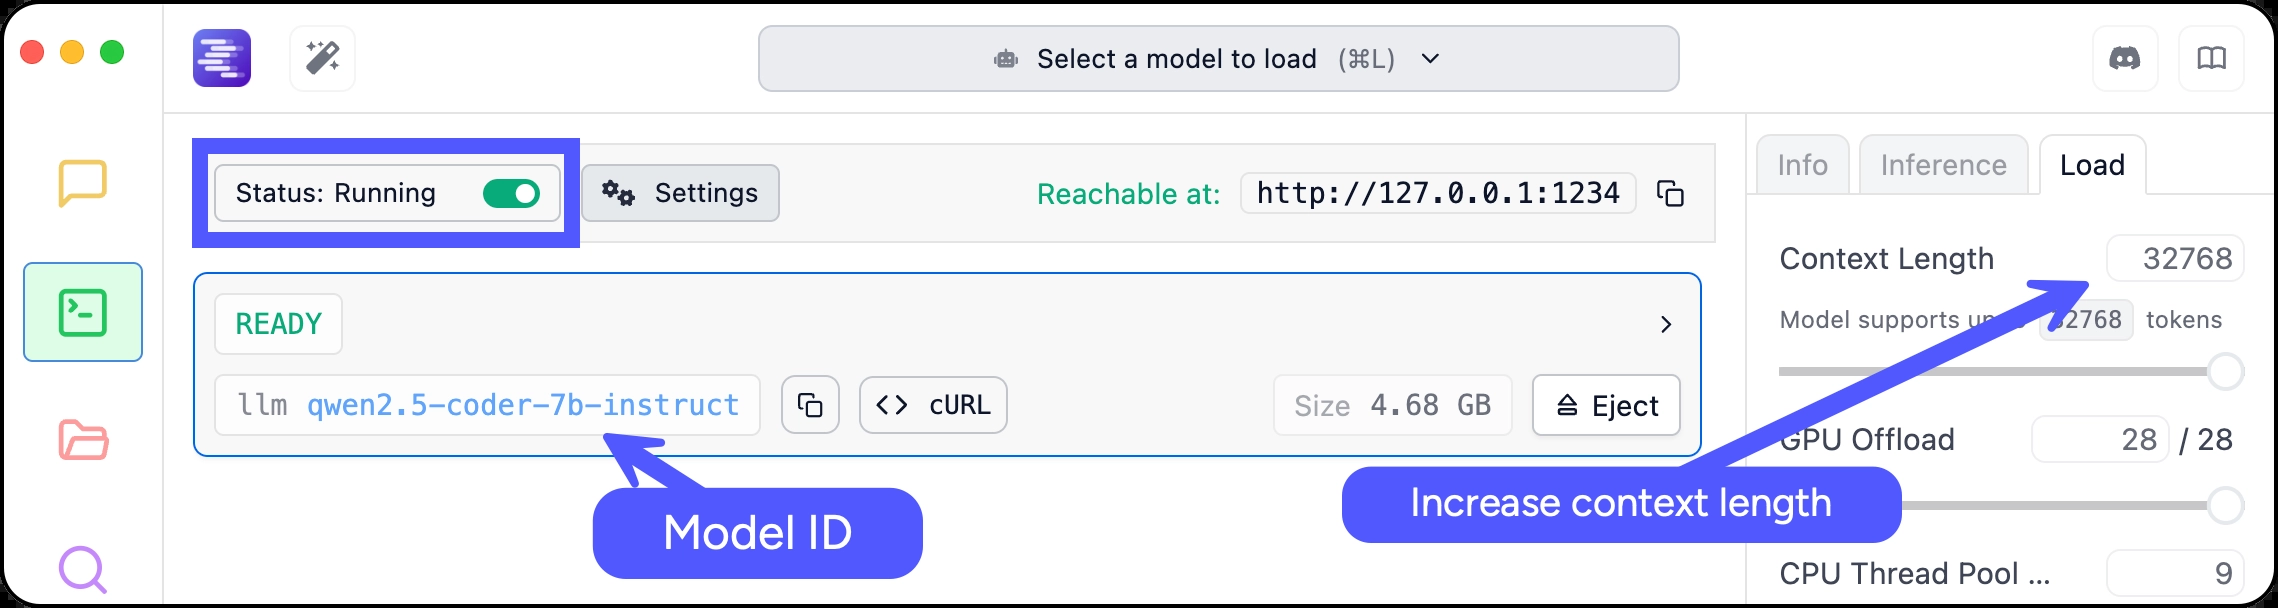 Select a model to load (⌘L)
Status: Running
Settings
Reachable at: http://127.0.0.1:1234
READY
llm qwen2.5-coder-7b-instruct
cURL
Size 4.68 GB
Eject
Model ID
Info
Inference
Load
Context Length 32768
Model supports 32768 tokens
GPU Offload 28 / 28
Increase context length
CPU Thread Pool ... 9